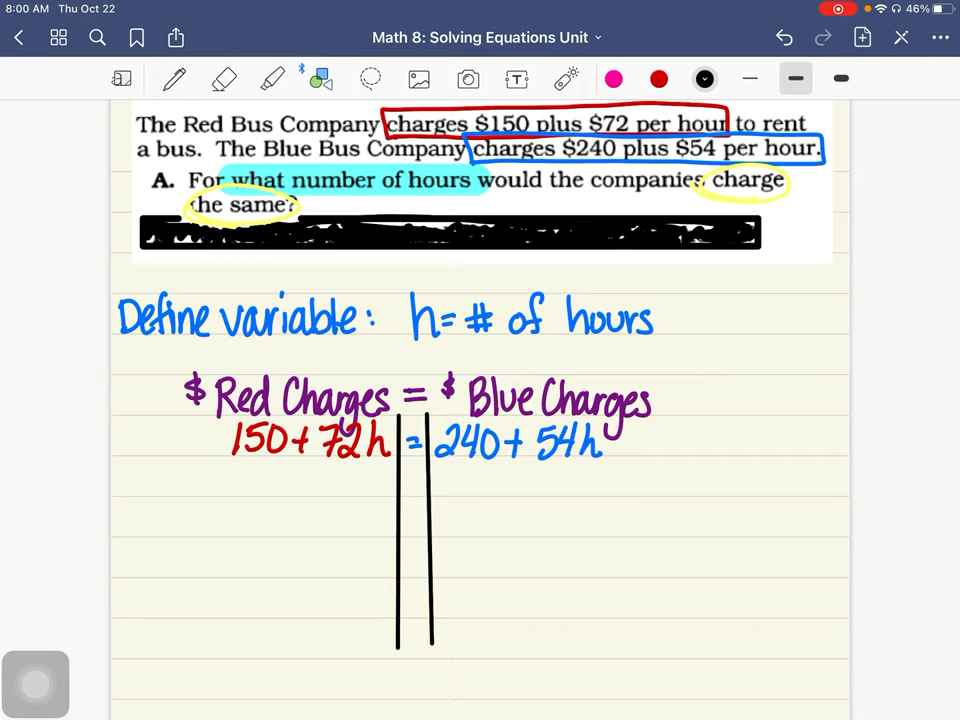 8:00 AM Thu Oct 22
46%
Math 8: Solving Equations Unit
The Red Bus Company charges $150 plus $72 per hour to rent
a bus. The Blue Bus Company charges $240 plus $54 per hour.
A. For what number of hours would the companies charge
the same?
Define variable: h = # of hours
$ Red Charges = $ Blue Charges
150 + 72h = 240 + 54h